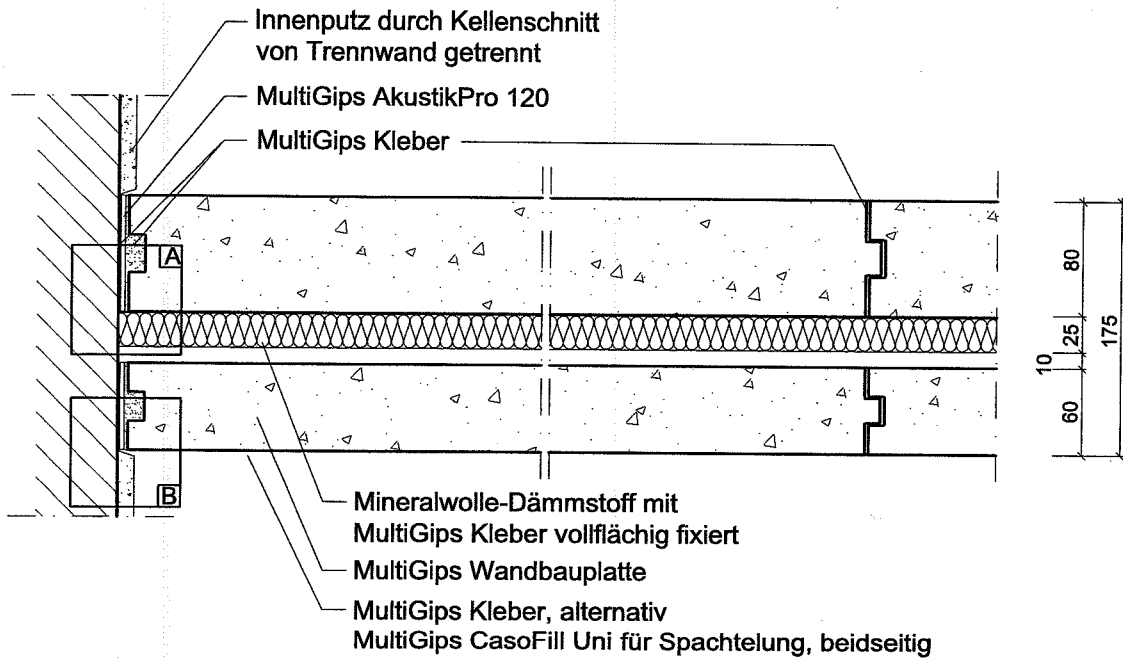 Innenputz durch Kellenschnitt
von Trennwand getrennt
MultiGips AkustikPro 120
MultiGips Kleber
A
B
80
25
10
60
175
Mineralwolle-Dämmstoff mit
MultiGips Kleber vollflächig fixiert
MultiGips Wandbauplatte
MultiGips Kleber, alternativ
MultiGips CasoFill Uni für Spachtelung, beidseitig